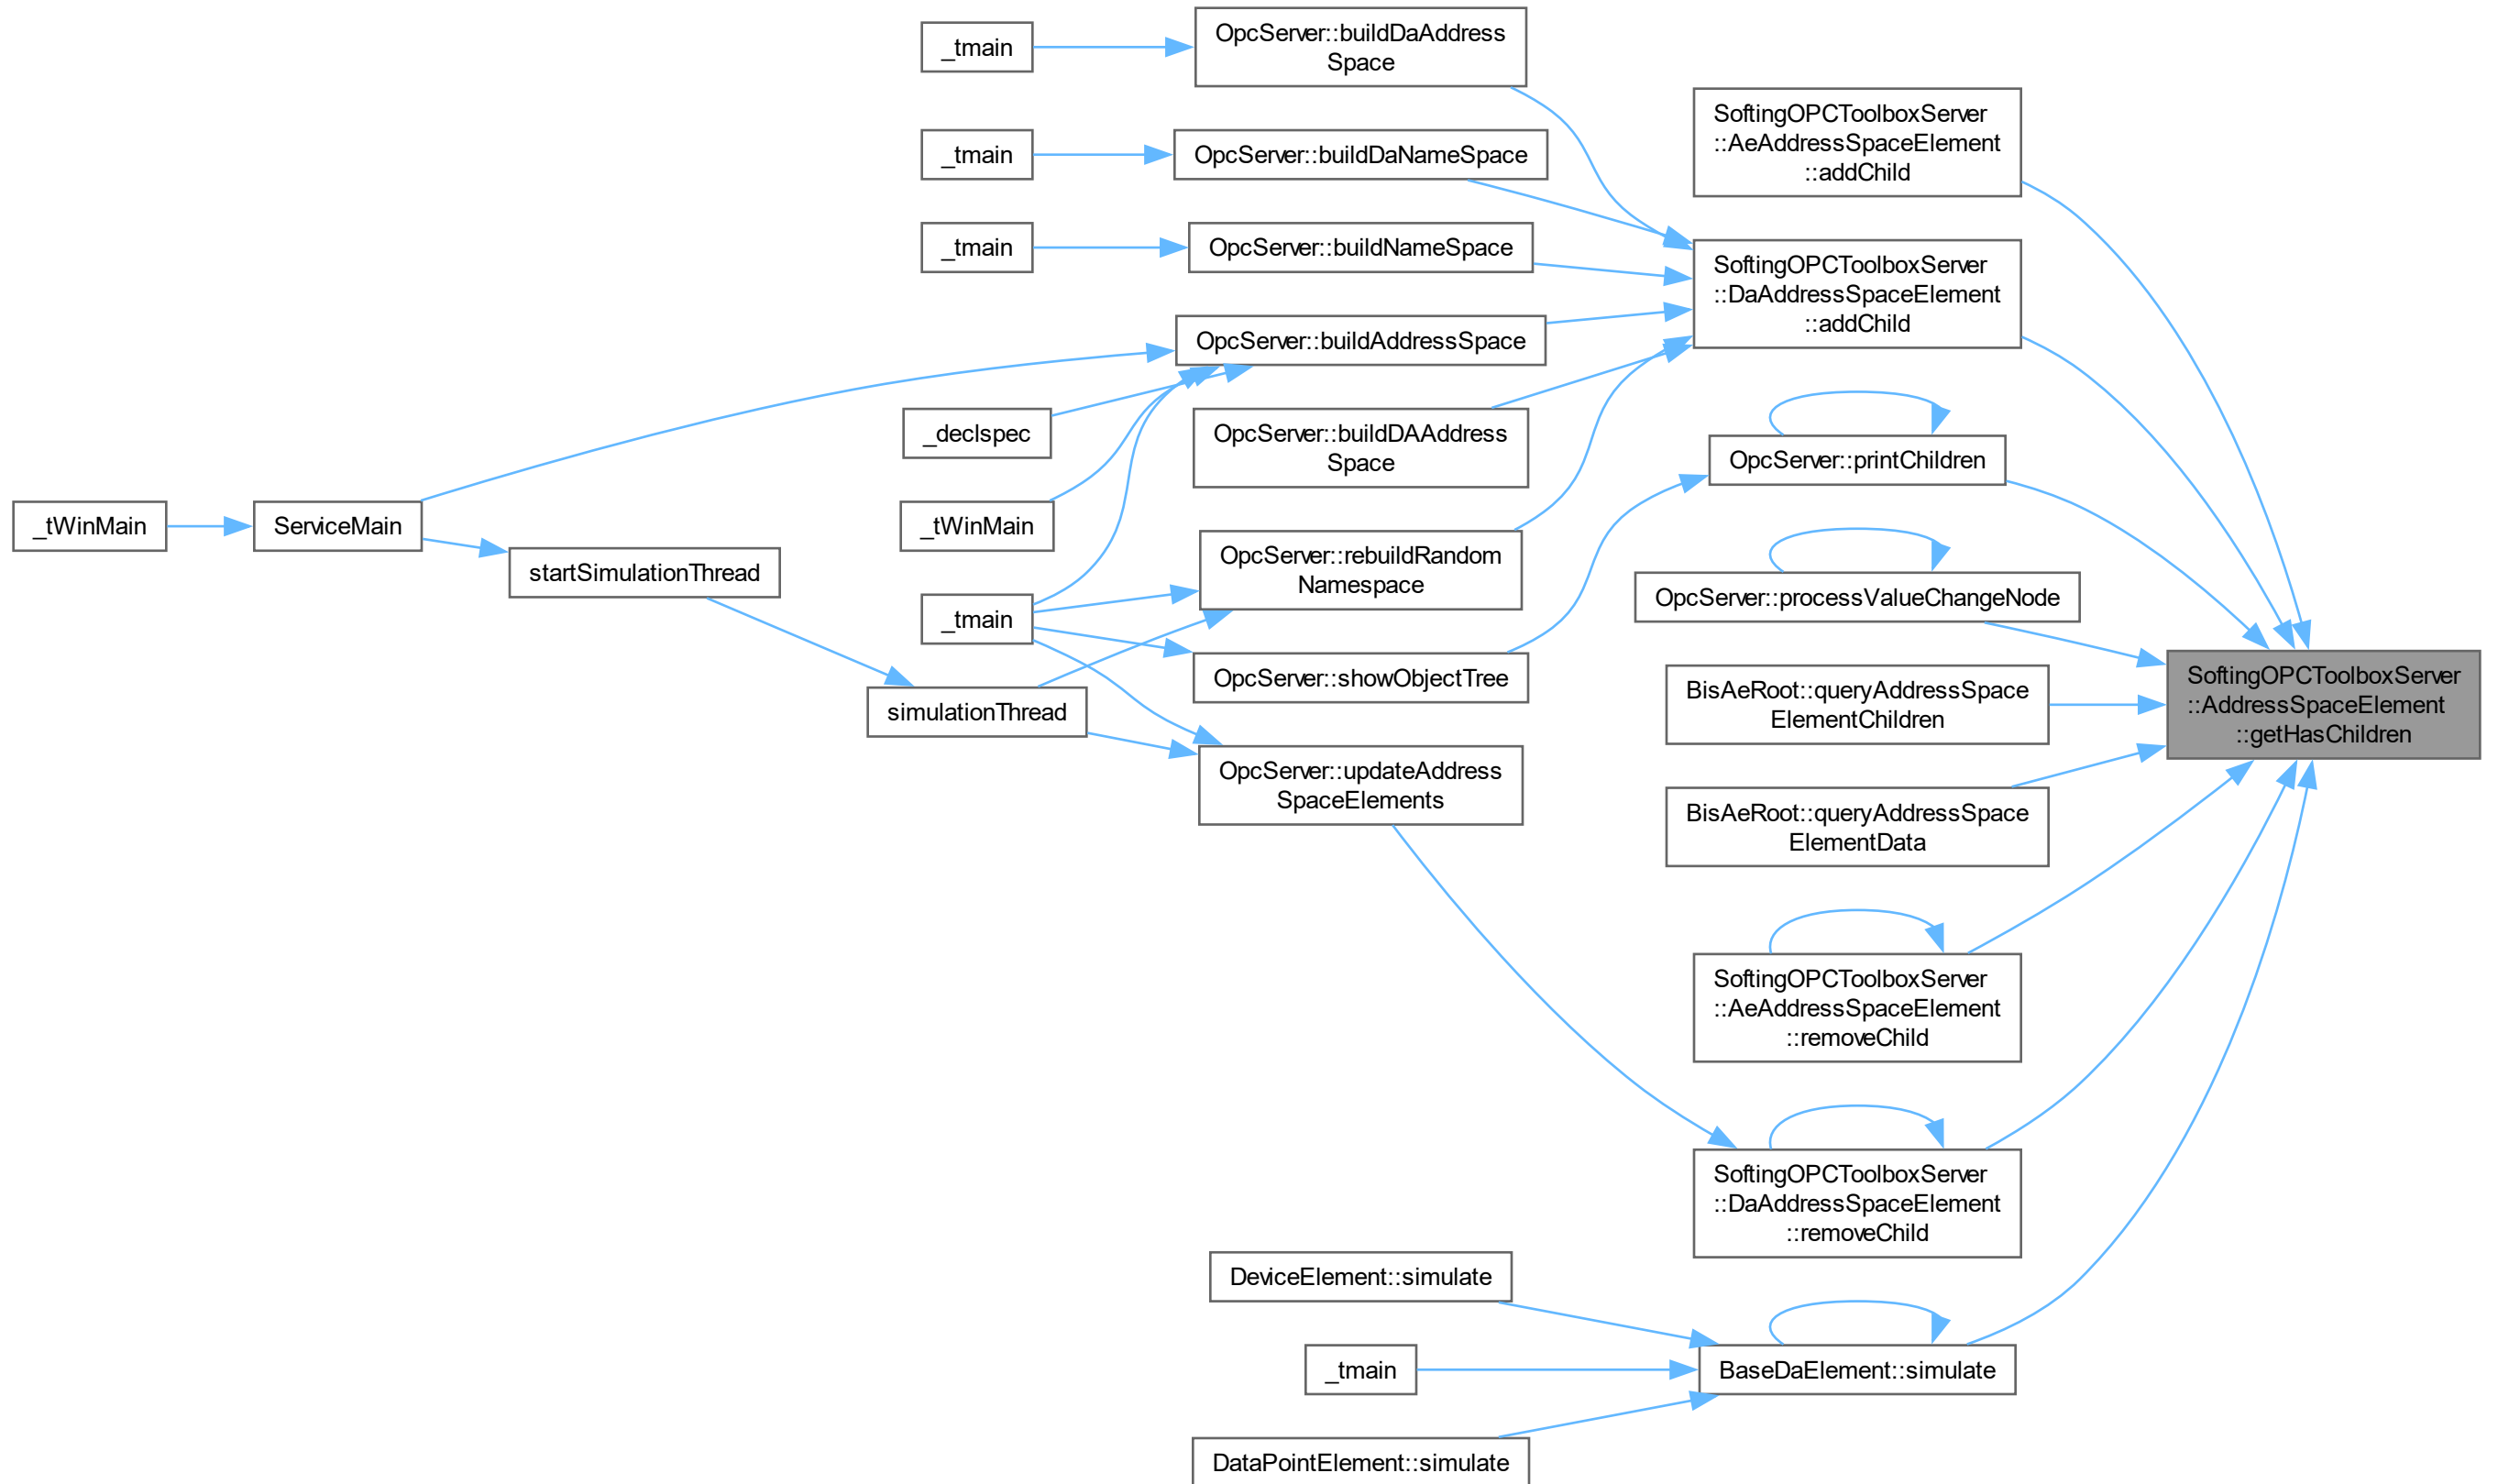 _tmain
OpcServer::buildDaAddress
Space
_tmain
OpcServer::buildDaNameSpace
SoftingOPCToolboxServer
::AeAddressSpaceElement
::addChild
_tmain
OpcServer::buildNameSpace
SoftingOPCToolboxServer
::DaAddressSpaceElement
::addChild
OpcServer::buildAddressSpace
_declspec
OpcServer::buildDAAddress
Space
OpcServer::printChildren
_tWinMain
ServiceMain
_tWinMain
startSimulationThread
OpcServer::rebuildRandom
Namespace
OpcServer::processValueChangeNode
_tmain
OpcServer::showObjectTree
simulationThread
BisAeRoot::queryAddressSpace
ElementChildren
SoftingOPCToolboxServer
::AddressSpaceElement
::getHasChildren
OpcServer::updateAddress
SpaceElements
BisAeRoot::queryAddressSpace
ElementData
SoftingOPCToolboxServer
::AeAddressSpaceElement
::removeChild
SoftingOPCToolboxServer
::DaAddressSpaceElement
::removeChild
DeviceElement::simulate
_tmain
BaseDaElement::simulate
DataPointElement::simulate